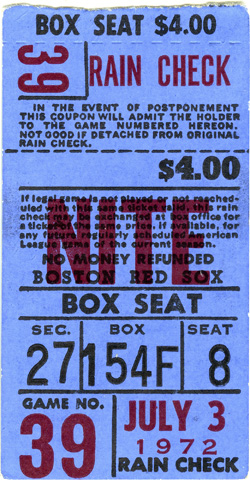 BOX SEAT $4.00
39
RAIN CHECK
IN THE EVENT OF POSTPONEMENT
THIS COUPON WILL ADMIT THE HOLDER
TO THE GAME NUMBERED HEREON.
NOT GOOD IF DETACHED FROM ORIGINAL
RAIN CHECK.
$4.00
If legal game is not played or not resched-
uled with this same ticket valid, this rain
check may be exchanged at box office for
a ticket of the same price, if available, for
any future regularly scheduled American
League game of the current season.
NITE
NO MONEY REFUNDED
BOSTON RED SOX
BOX SEAT
SEC. BOX SEAT
27 154F 8
GAME NO.
39
JULY 3
1972
RAIN CHECK